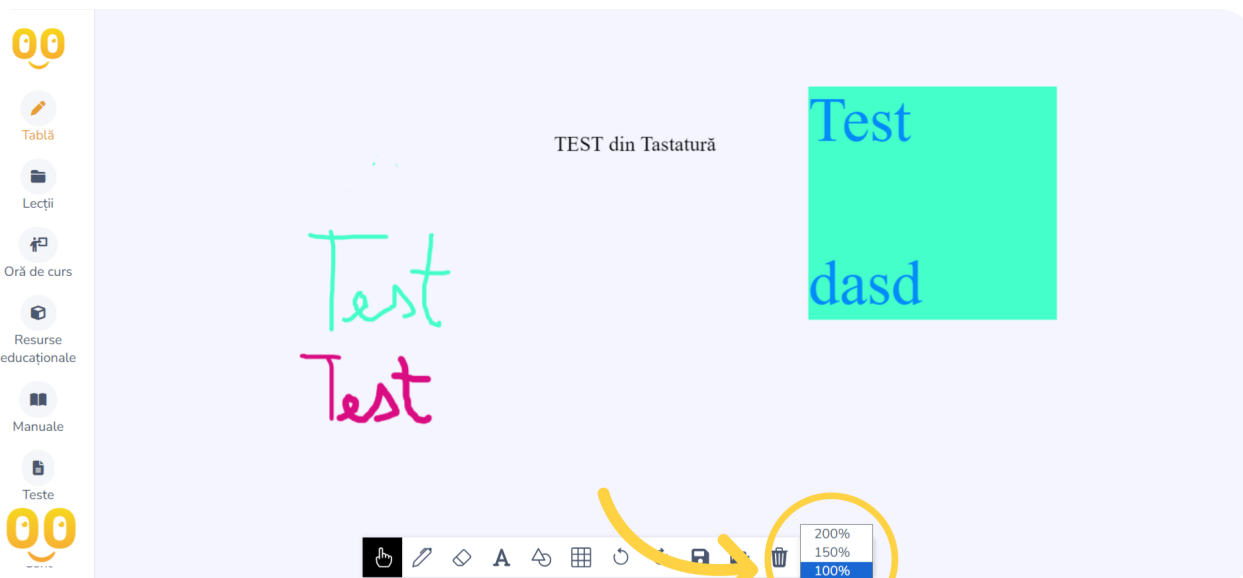 Tablă
Lecții
Oră de curs
Resurse
educaționale
Manuale
Teste
TEST din Tastatură
Test
dasd
Test
Test
200%
150%
100%